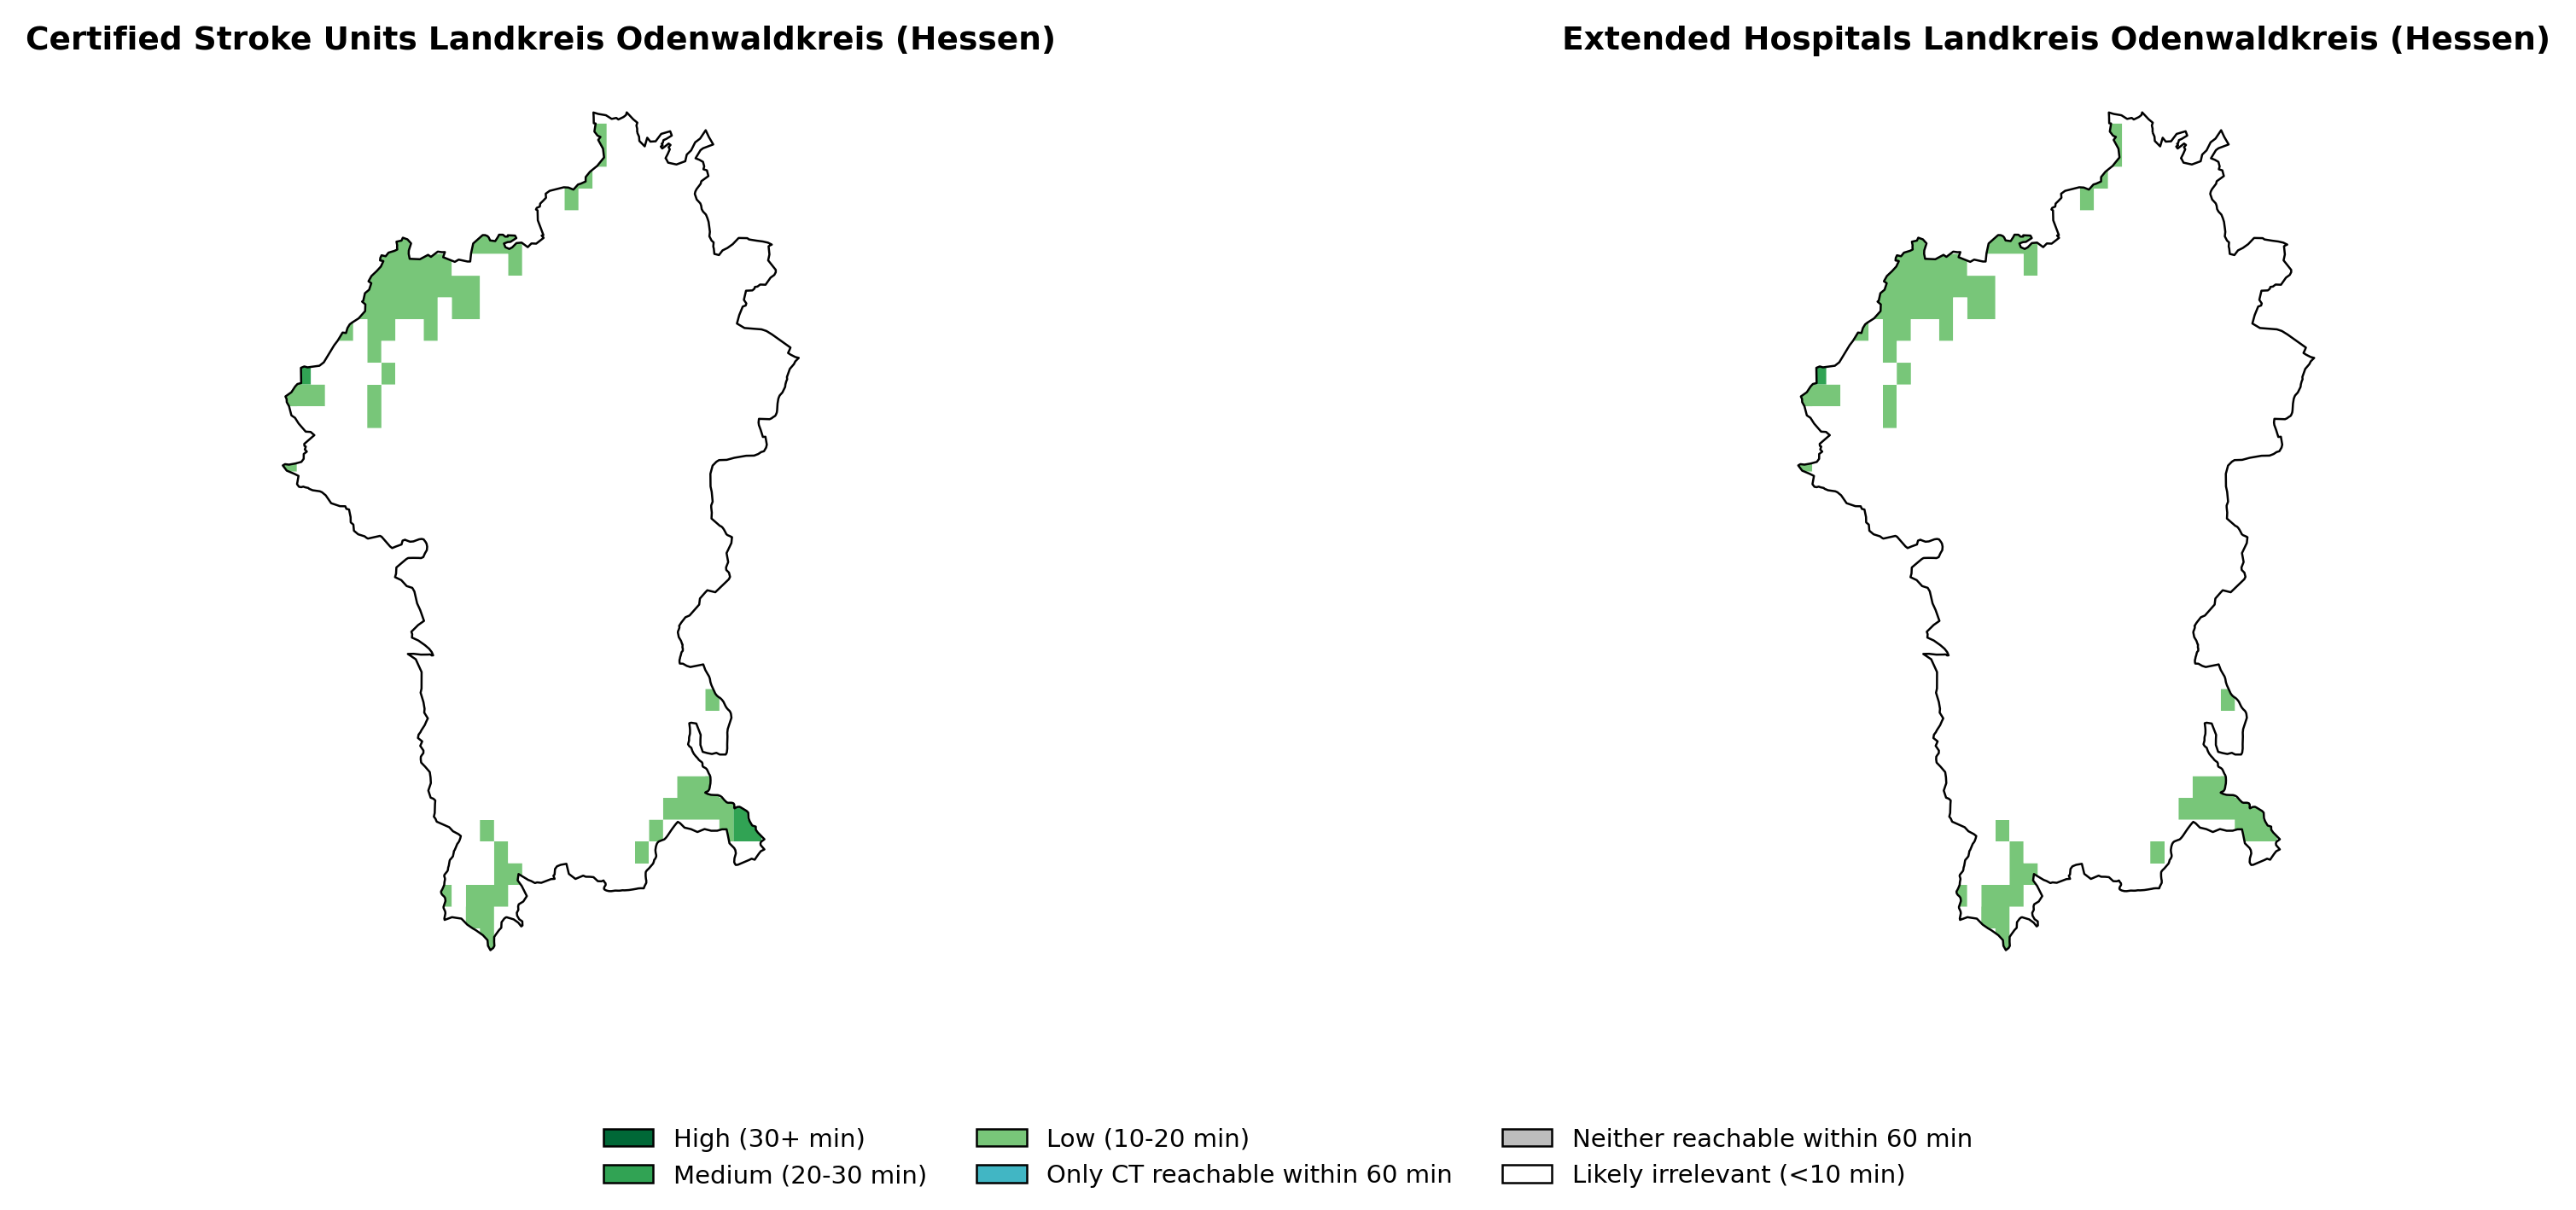 Certified Stroke Units Landkreis Odenwaldkreis (Hessen)
Extended Hospitals Landkreis Odenwaldkreis (Hessen)
High (30+ min)
Medium (20-30 min)
Low (10-20 min)
Only CT reachable within 60 min
Neither reachable within 60 min
Likely irrelevant (<10 min)